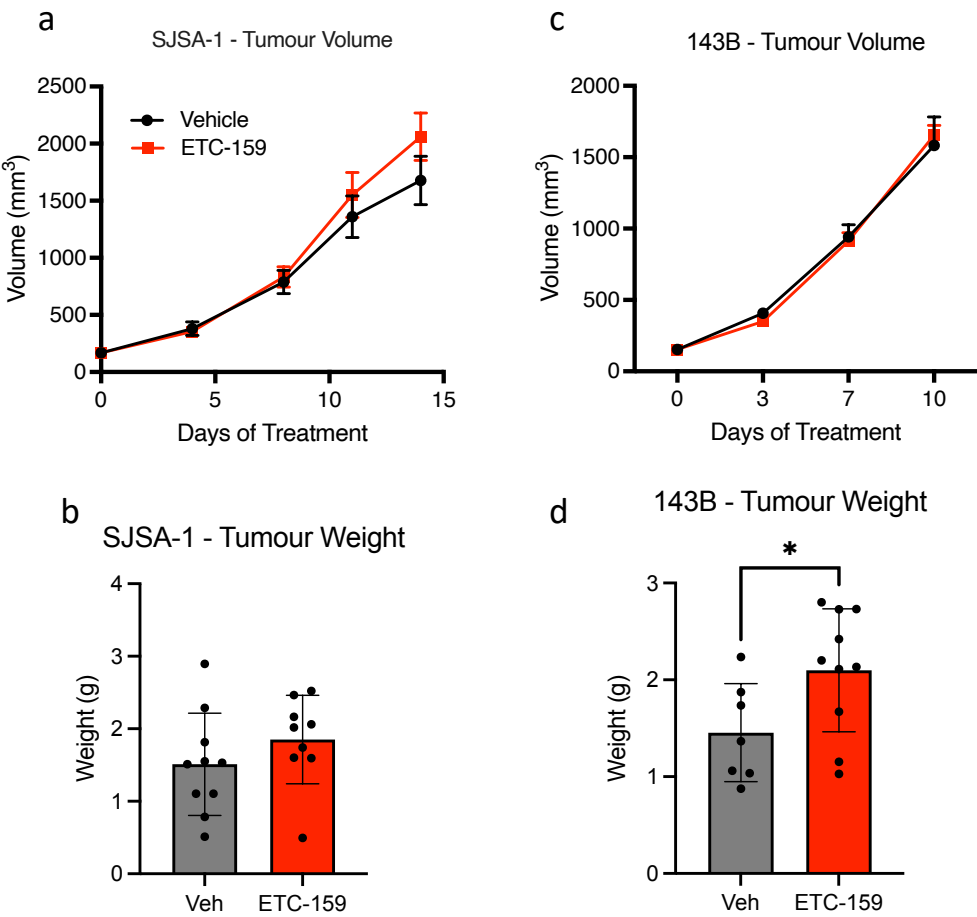 a
SJSA-1 - Tumour Volume
2500
2000
1500
1000
500
0
Volume (mm³)
Vehicle
ETC-159
0 5 10 15
Days of Treatment
c
143B - Tumour Volume
2000
1500
1000
500
0
Volume (mm³)
0 3 7 10
Days of Treatment
b
SJSA-1 - Tumour Weight
4
3
2
1
0
Weight (g)
Veh ETC-159
d
143B - Tumour Weight
*
3
2
1
0
Weight (g)
Veh ETC-159